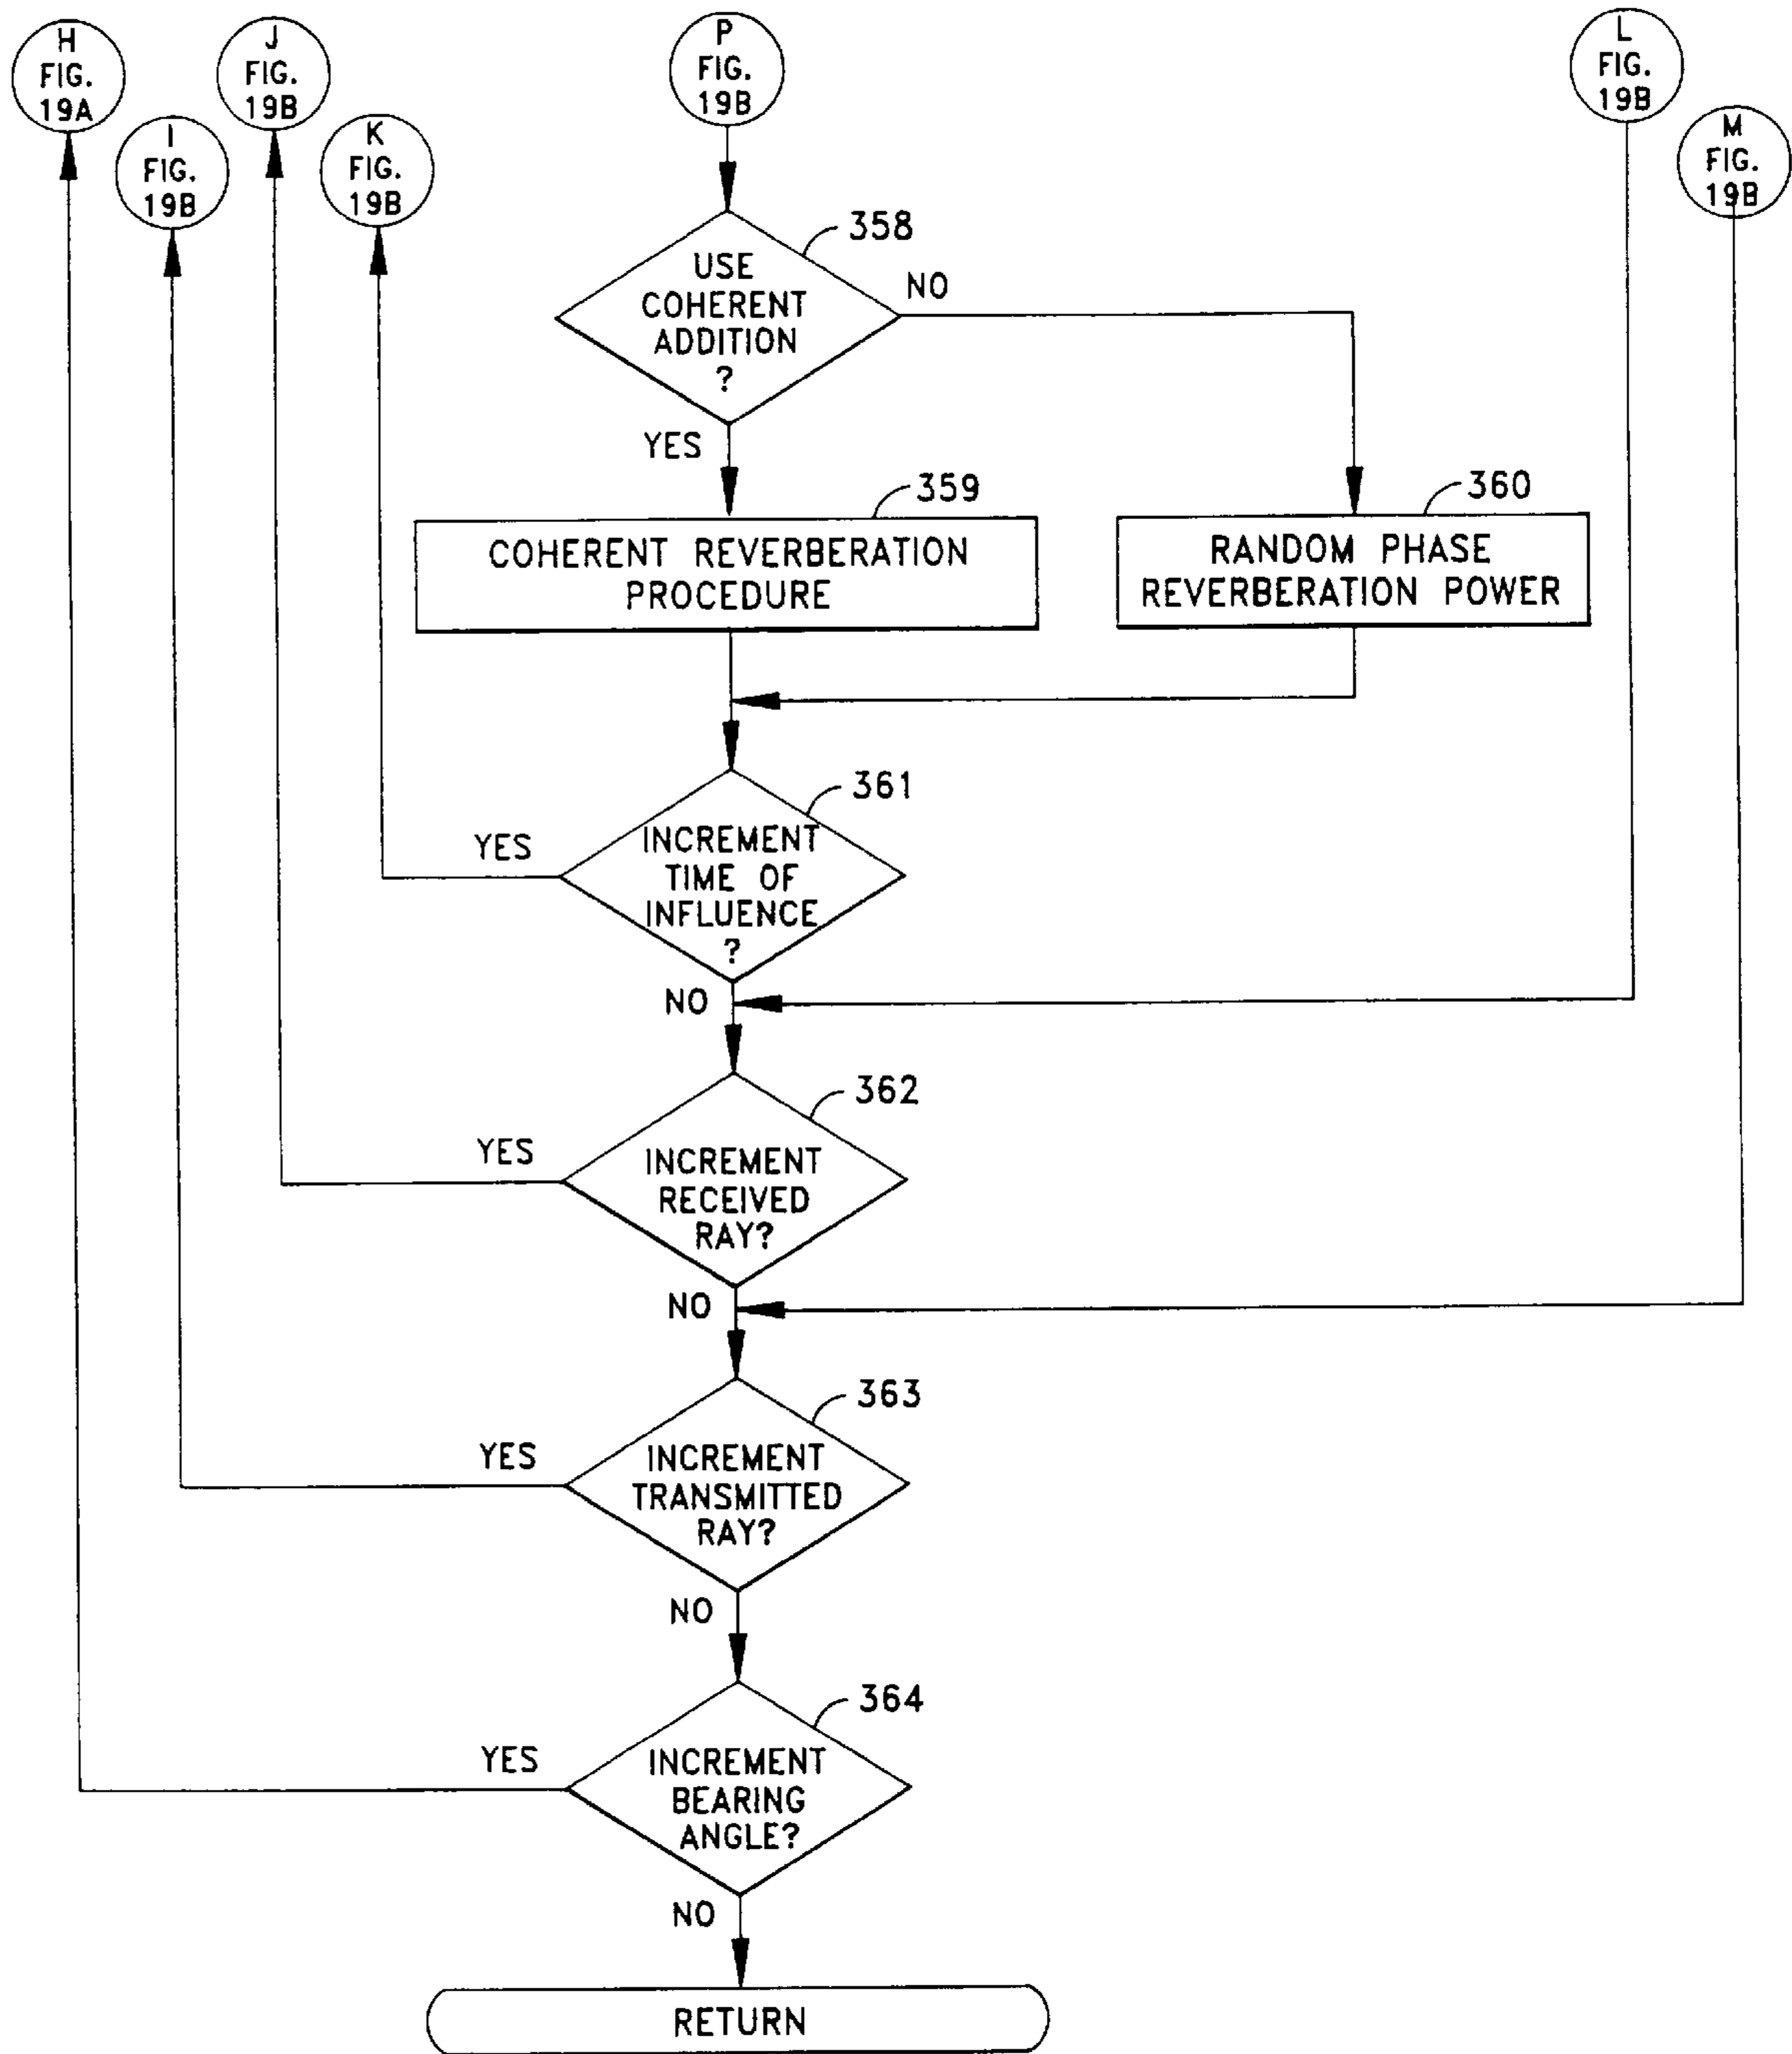 H
FIG.
19A
J
FIG.
19B
P
FIG.
19B
L
FIG.
19B
I
FIG.
19B
K
FIG.
19B
M
FIG.
19B
358
USE
COHERENT
ADDITION
?
NO
YES
359
COHERENT REVERBERATION
PROCEDURE
360
RANDOM PHASE
REVERBERATION POWER
361
INCREMENT
TIME OF
INFLUENCE
?
YES
NO
362
INCREMENT
RECEIVED
RAY?
YES
NO
363
INCREMENT
TRANSMITTED
RAY?
YES
NO
364
INCREMENT
BEARING
ANGLE?
YES
NO
RETURN